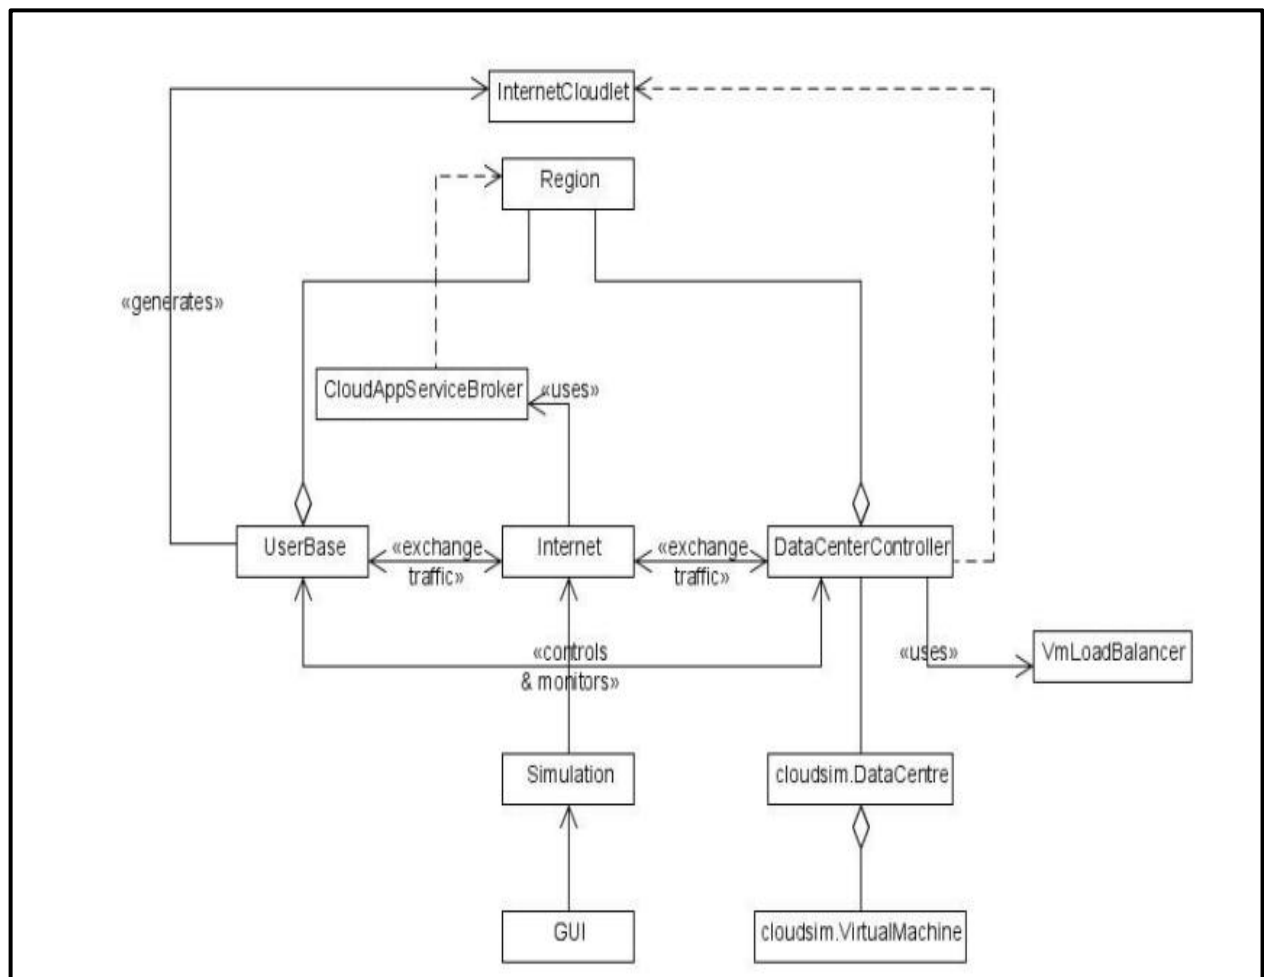 InternetCloudlet
Region
«generates»
CloudAppServiceBroker
«uses»
UserBase
«exchange
traffic»
Internet
«exchange
traffic»
DataCenterController
«controls
& monitors»
«uses»
VmLoadBalancer
Simulation
cloudsim.DataCentre
GUI
cloudsim.VirtualMachine